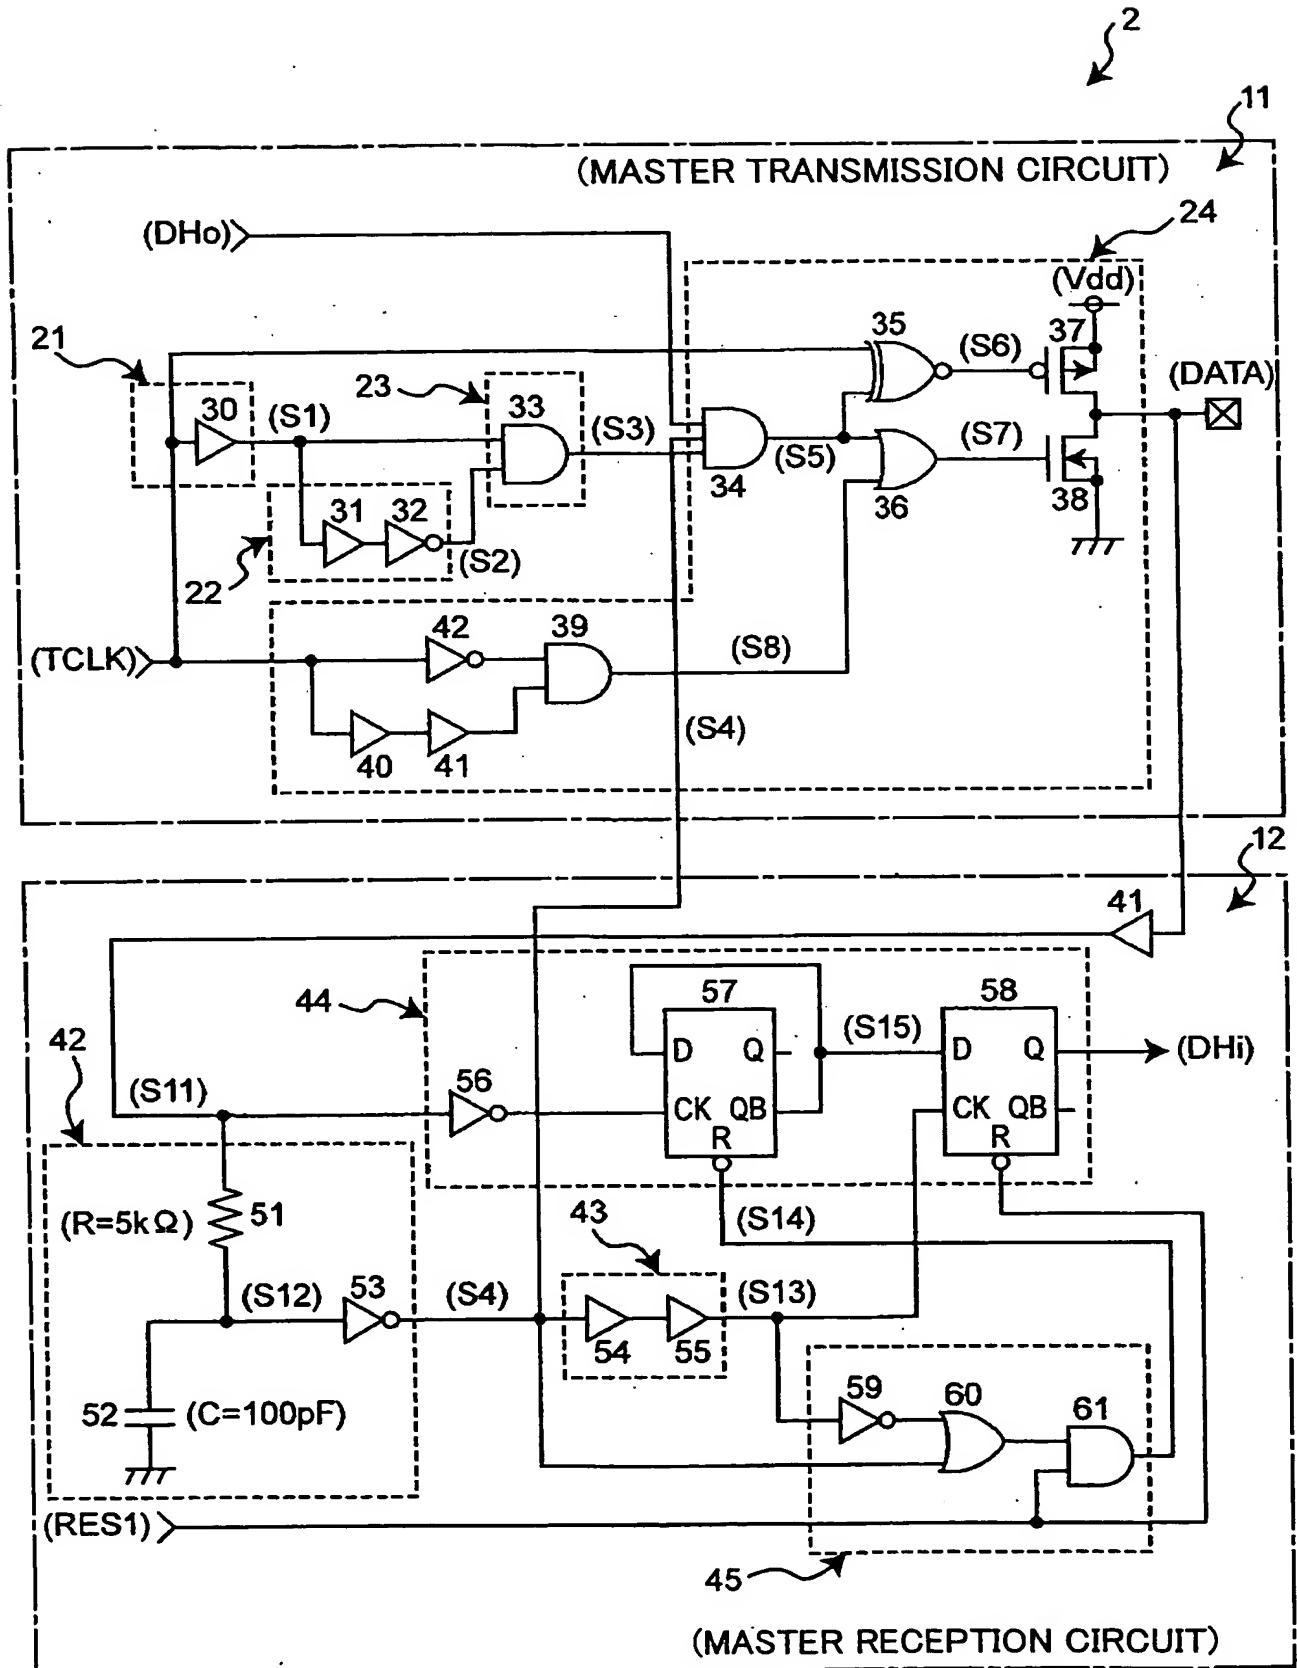 2
11
(MASTER TRANSMISSION CIRCUIT)
(DHo)
24
(Vdd)
21
35
(S6)
37
(DATA)
23
30
(S1)
33
(S3)
(S7)
(S5)
34
36
38
31
32
(S2)
22
42
39
(TCLK)
(S8)
(S4)
40
41
12
41
44
57
58
(S15)
D
Q
D
Q
(DHi)
42
(S11)
56
CK
QB
CK
QB
R
R
(R=5kΩ)
51
43
(S14)
(S12)
53
(S4)
(S13)
54
55
59
60
61
52
(C=100pF)
(RES1)
45
(MASTER RECEPTION CIRCUIT)